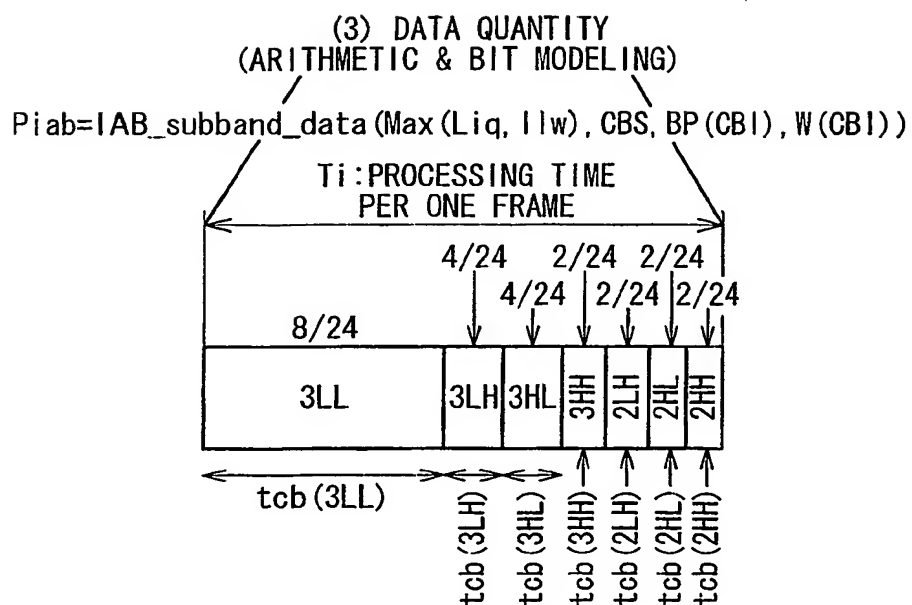 (3) DATA QUANTITY
(ARITHMETIC & BIT MODELING)
Piab=IAB_subband_data(Max(Liq,Ilw),CBS,BP(CBI),W(CBI))
Ti:PROCESSING TIME
PER ONE FRAME
4/24 2/24 2/24
4/24 2/24 2/24
8/24
3LL 3LH 3HL 3HH 2LH 2HL 2HH
tcb(3LL) tcb(3LH) tcb(3HL) tcb(3HH) tcb(2LH) tcb(2HL) tcb(2HH)